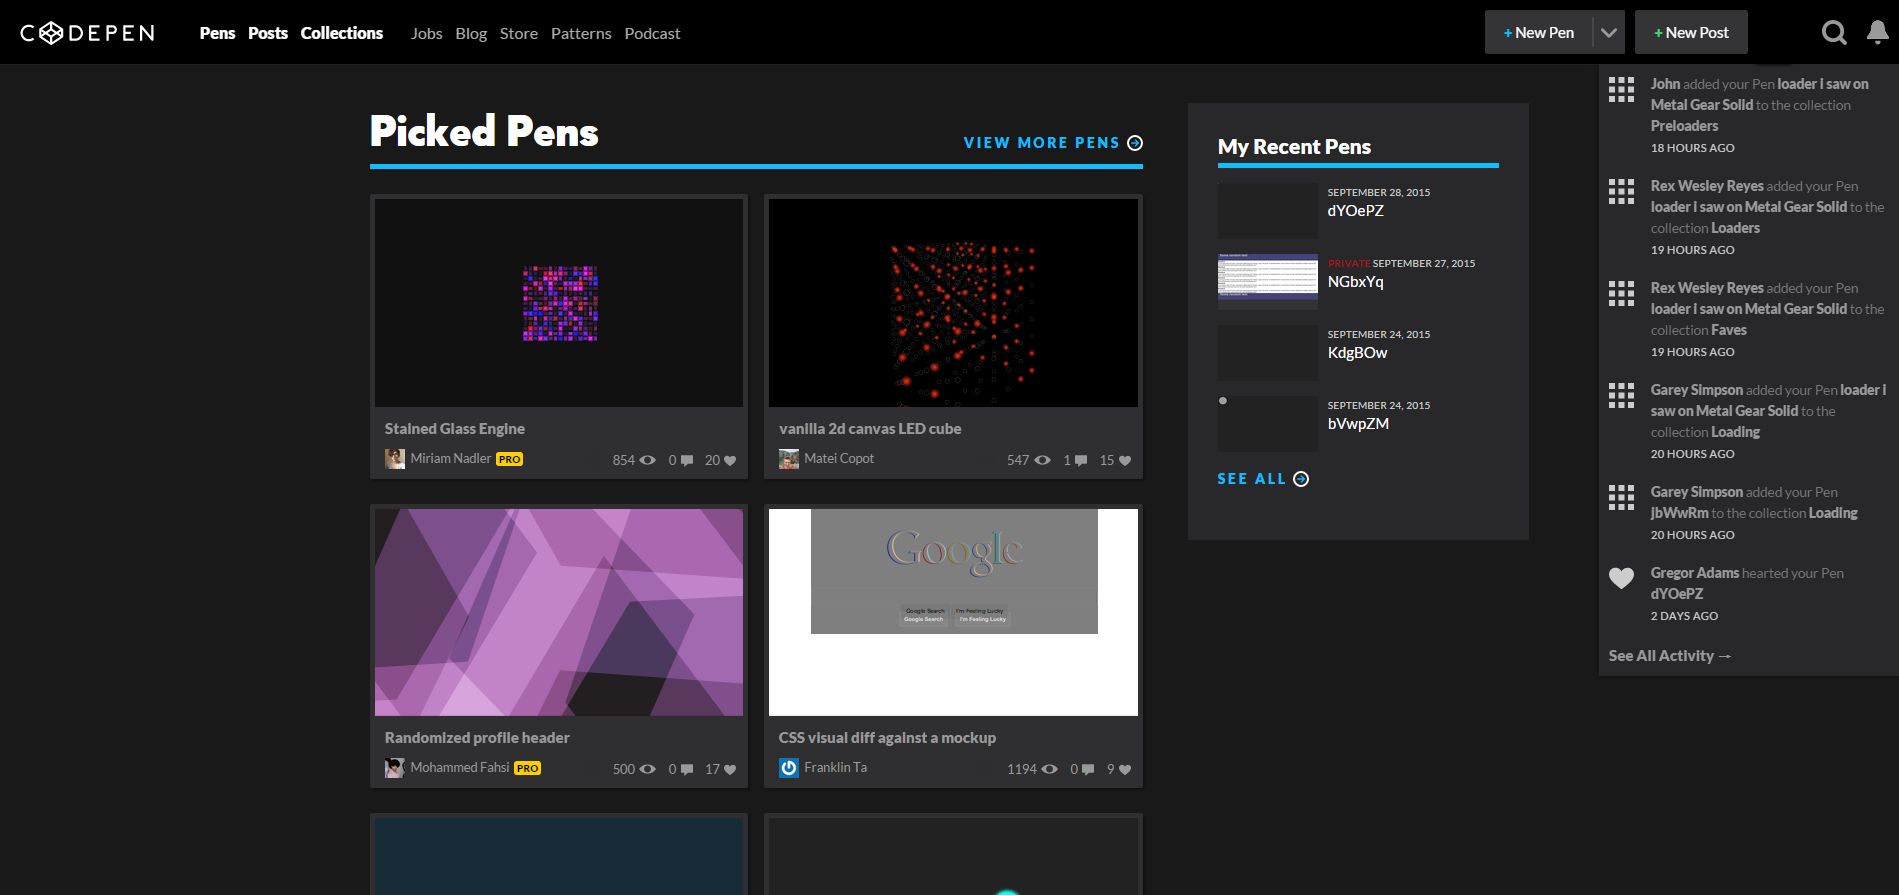 CODEPEN Pens Posts Collections Jobs Blog Store Patterns Podcast + New Pen + New Post
Picked Pens
VIEW MORE PENS
Stained Glass Engine
Miriam Nadler PRO 854 0 20
vanilla 2d canvas LED cube
Matei Copot 547 1 15
Google
Google Search I'm Feeling Lucky
Google Search I'm Feeling Lucky
Randomized profile header
Mohammed Fahsi PRO 500 0 17
CSS visual diff against a mockup
Franklin Ta 1194 0 9
My Recent Pens
SEPTEMBER 28, 2015
dYOePZ
PRIVATE SEPTEMBER 27, 2015
NGbxYq
SEPTEMBER 24, 2015
KdgBOw
SEPTEMBER 24, 2015
bVwpZM
SEE ALL
John added your Pen loader i saw on
Metal Gear Solid to the collection
Preloaders
18 HOURS AGO
Rex Wesley Reyes added your Pen
loader i saw on Metal Gear Solid to the
collection Loaders
19 HOURS AGO
Rex Wesley Reyes added your Pen
loader i saw on Metal Gear Solid to the
collection Faves
19 HOURS AGO
Garey Simpson added your Pen loader i
saw on Metal Gear Solid to the
collection Loading
20 HOURS AGO
Garey Simpson added your Pen
jbWwRm to the collection Loading
20 HOURS AGO
Gregor Adams hearted your Pen
dYOePZ
2 DAYS AGO
See All Activity →